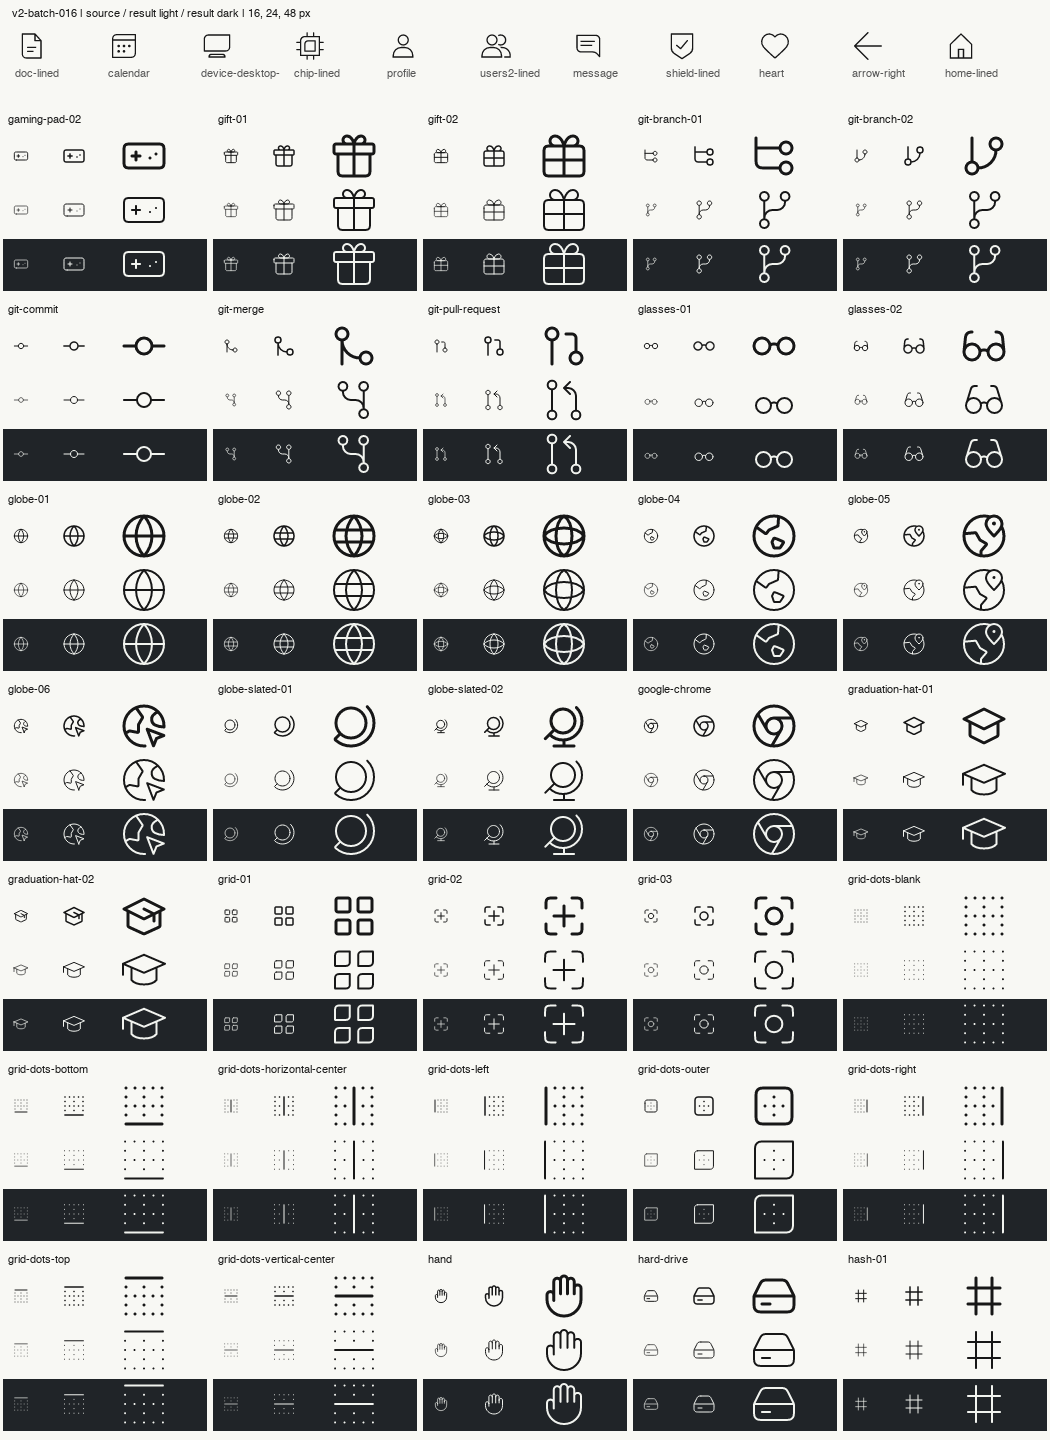 v2-batch-016 | source / result light / result dark | 16, 24, 48 px
doc-lined calendar device-desktop- chip-lined profile users2-lined message shield-lined heart arrow-right home-lined
gaming-pad-02 gift-01 gift-02 git-branch-01 git-branch-02
git-commit git-merge git-pull-request glasses-01 glasses-02
globe-01 globe-02 globe-03 globe-04 globe-05
globe-06 globe-slated-01 globe-slated-02 google-chrome graduation-hat-01
graduation-hat-02 grid-01 grid-02 grid-03 grid-dots-blank
grid-dots-bottom grid-dots-horizontal-center grid-dots-left grid-dots-outer grid-dots-right
grid-dots-top grid-dots-vertical-center hand hard-drive hash-01